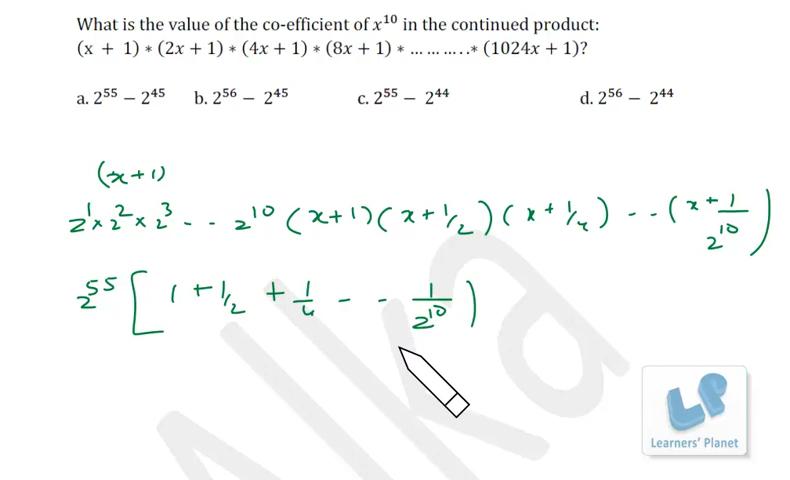 What is the value of the co-efficient of x¹⁰ in the continued product:
(x + 1) ∗ (2x + 1) ∗ (4x + 1) ∗ (8x + 1) ∗ … … … ..∗ (1024x + 1)?
a. 2⁵⁵ − 2⁴⁵ b. 2⁵⁶ − 2⁴⁵ c. 2⁵⁵ − 2⁴⁴ d. 2⁵⁶ − 2⁴⁴
(x+1)
2¹ × 2² × 2³ - - 2¹⁰ (x+1) (x+1/2) (x+1/4) - - (x+1/2¹⁰)
2⁵⁵ [ 1 + 1/2 + 1/4 - - 1/2¹⁰ )
Alka
LP
Learners' Planet